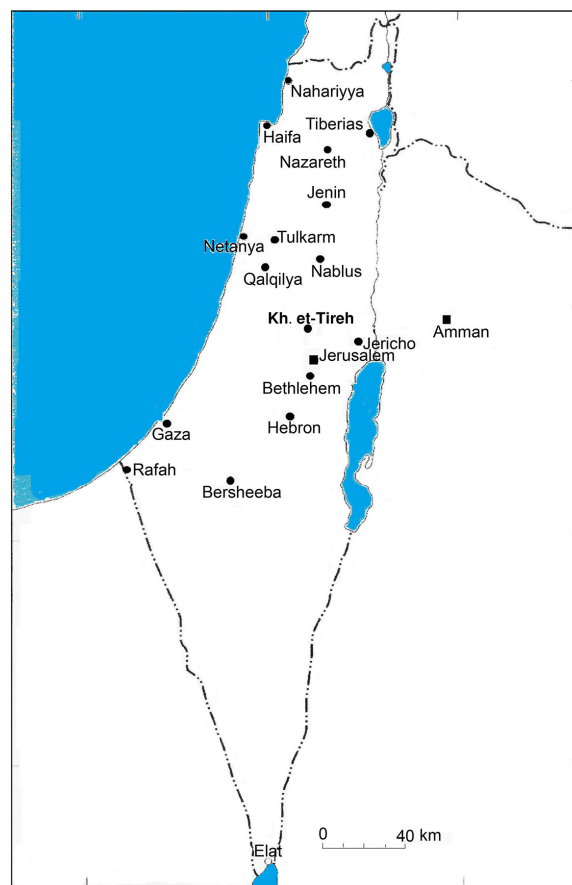 Nahariyya
Haifa
Tiberias
Nazareth
Jenin
Netanya
Tulkarm
Qalqilya
Nablus
Kh. et-Tireh
Amman
Jericho
Jerusalem
Bethlehem
Hebron
Gaza
Rafah
Bersheeba
0 40 km
Elat